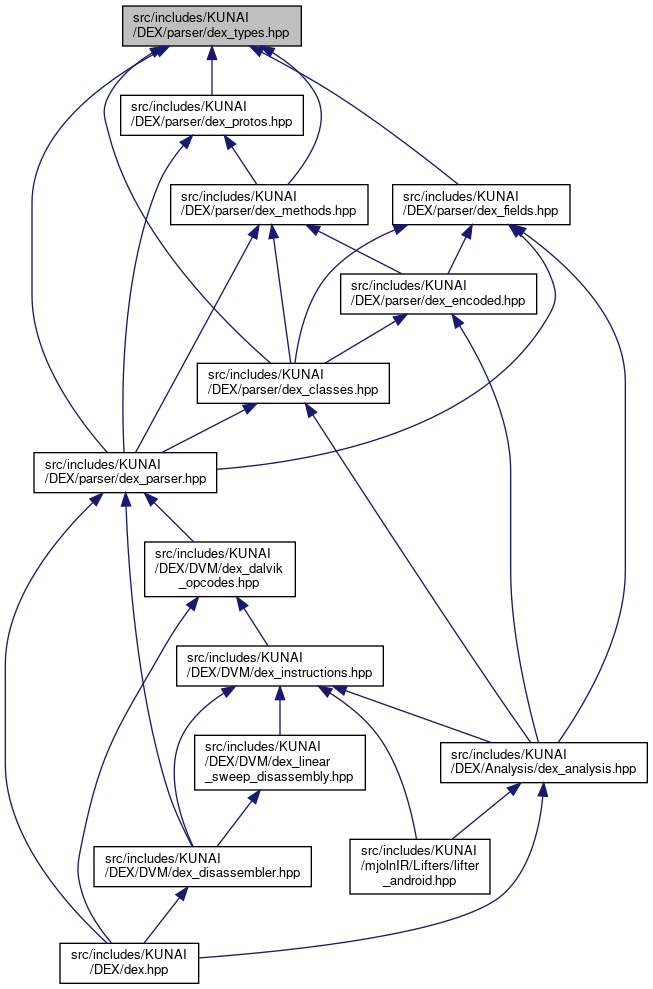 src/includes/KUNAI
/DEX/parser/dex_types.hpp
src/includes/KUNAI
/DEX/parser/dex_protos.hpp
src/includes/KUNAI
/DEX/parser/dex_methods.hpp
src/includes/KUNAI
/DEX/parser/dex_fields.hpp
src/includes/KUNAI
/DEX/parser/dex_encoded.hpp
src/includes/KUNAI
/DEX/parser/dex_classes.hpp
src/includes/KUNAI
/DEX/parser/dex_parser.hpp
src/includes/KUNAI
/DEX/DVM/dex_dalvik
_opcodes.hpp
src/includes/KUNAI
/DEX/DVM/dex_instructions.hpp
src/includes/KUNAI
/DEX/DVM/dex_linear
_sweep_disassembly.hpp
src/includes/KUNAI
/DEX/Analysis/dex_analysis.hpp
src/includes/KUNAI
/DEX/DVM/dex_disassembler.hpp
src/includes/KUNAI
/mjolnIR/Lifters/lifter
_android.hpp
src/includes/KUNAI
/DEX/dex.hpp